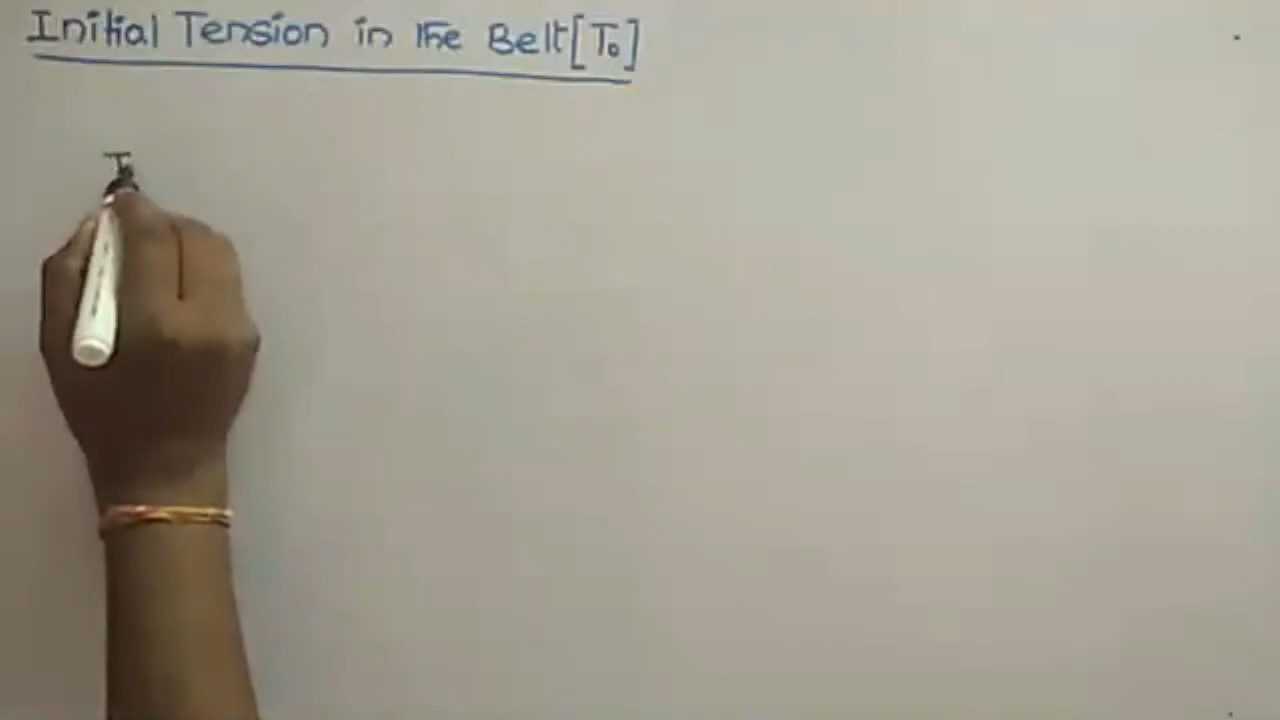 Initial Tension in the Belt [T₀]
T